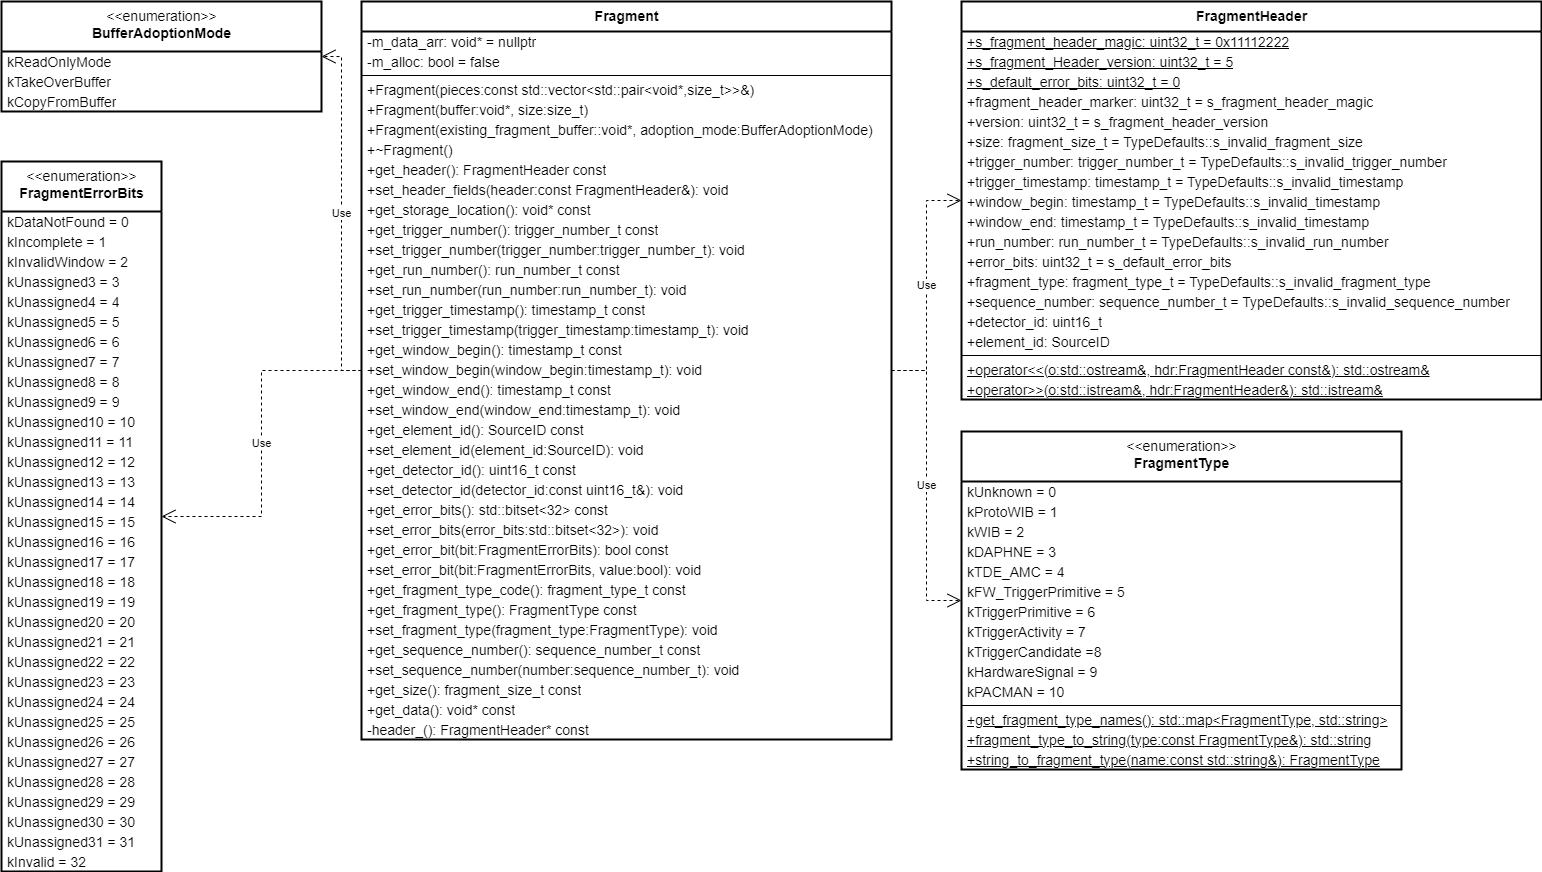 <<enumeration>>
BufferAdoptionMode
kReadOnlyMode
kTakeOverBuffer
kCopyFromBuffer
<<enumeration>>
FragmentErrorBits
kDataNotFound = 0
kIncomplete = 1
kInvalidWindow = 2
kUnassigned3 = 3
kUnassigned4 = 4
kUnassigned5 = 5
kUnassigned6 = 6
kUnassigned7 = 7
kUnassigned8 = 8
kUnassigned9 = 9
kUnassigned10 = 10
kUnassigned11 = 11
kUnassigned12 = 12
kUnassigned13 = 13
kUnassigned14 = 14
kUnassigned15 = 15
kUnassigned16 = 16
kUnassigned17 = 17
kUnassigned18 = 18
kUnassigned19 = 19
kUnassigned20 = 20
kUnassigned21 = 21
kUnassigned22 = 22
kUnassigned23 = 23
kUnassigned24 = 24
kUnassigned25 = 25
kUnassigned26 = 26
kUnassigned27 = 27
kUnassigned28 = 28
kUnassigned29 = 29
kUnassigned30 = 30
kUnassigned31 = 31
kInvalid = 32
Use
Use
Fragment
-m_data_arr: void* = nullptr
-m_alloc: bool = false
+Fragment(pieces:const std::vector<std::pair<void*,size_t>>&)
+Fragment(buffer:void*, size:size_t)
+Fragment(existing_fragment_buffer::void*, adoption_mode:BufferAdoptionMode)
+~Fragment()
+get_header(): FragmentHeader const
+set_header_fields(header:const FragmentHeader&): void
+get_storage_location(): void* const
+get_trigger_number(): trigger_number_t const
+set_trigger_number(trigger_number:trigger_number_t): void
+get_run_number(): run_number_t const
+set_run_number(run_number:run_number_t): void
+get_trigger_timestamp(): timestamp_t const
+set_trigger_timestamp(trigger_timestamp:timestamp_t): void
+get_window_begin(): timestamp_t const
+set_window_begin(window_begin:timestamp_t): void
+get_window_end(): timestamp_t const
+set_window_end(window_end:timestamp_t): void
+get_element_id(): SourceID const
+set_element_id(element_id:SourceID): void
+get_detector_id(): uint16_t const
+set_detector_id(detector_id:const uint16_t&): void
+get_error_bits(): std::bitset<32> const
+set_error_bits(error_bits:std::bitset<32>): void
+get_error_bit(bit:FragmentErrorBits): bool const
+set_error_bit(bit:FragmentErrorBits, value:bool): void
+get_fragment_type_code(): fragment_type_t const
+get_fragment_type(): FragmentType const
+set_fragment_type(fragment_type:FragmentType): void
+get_sequence_number(): sequence_number_t const
+set_sequence_number(number:sequence_number_t): void
+get_size(): fragment_size_t const
+get_data(): void* const
-header_(): FragmentHeader* const
Use
Use
FragmentHeader
+s_fragment_header_magic: uint32_t = 0x11112222
+s_fragment_Header_version: uint32_t = 5
+s_default_error_bits: uint32_t = 0
+fragment_header_marker: uint32_t = s_fragment_header_magic
+version: uint32_t = s_fragment_header_version
+size: fragment_size_t = TypeDefaults::s_invalid_fragment_size
+trigger_number: trigger_number_t = TypeDefaults::s_invalid_trigger_number
+trigger_timestamp: timestamp_t = TypeDefaults::s_invalid_timestamp
+window_begin: timestamp_t = TypeDefaults::s_invalid_timestamp
+window_end: timestamp_t = TypeDefaults::s_invalid_timestamp
+run_number: run_number_t = TypeDefaults::s_invalid_run_number
+error_bits: uint32_t = s_default_error_bits
+fragment_type: fragment_type_t = TypeDefaults::s_invalid_fragment_type
+sequence_number: sequence_number_t = TypeDefaults::s_invalid_sequence_number
+detector_id: uint16_t
+element_id: SourceID
+operator<<(o:std::ostream&, hdr:FragmentHeader const&): std::ostream&
+operator>>(o:std::istream&, hdr:FragmentHeader&): std::istream&
<<enumeration>>
FragmentType
kUnknown = 0
kProtoWIB = 1
kWIB = 2
kDAPHNE = 3
kTDE_AMC = 4
kFW_TriggerPrimitive = 5
kTriggerPrimitive = 6
kTriggerActivity = 7
kTriggerCandidate =8
kHardwareSignal = 9
kPACMAN = 10
+get_fragment_type_names(): std::map<FragmentType, std::string>
+fragment_type_to_string(type:const FragmentType&): std::string
+string_to_fragment_type(name:const std::string&): FragmentType